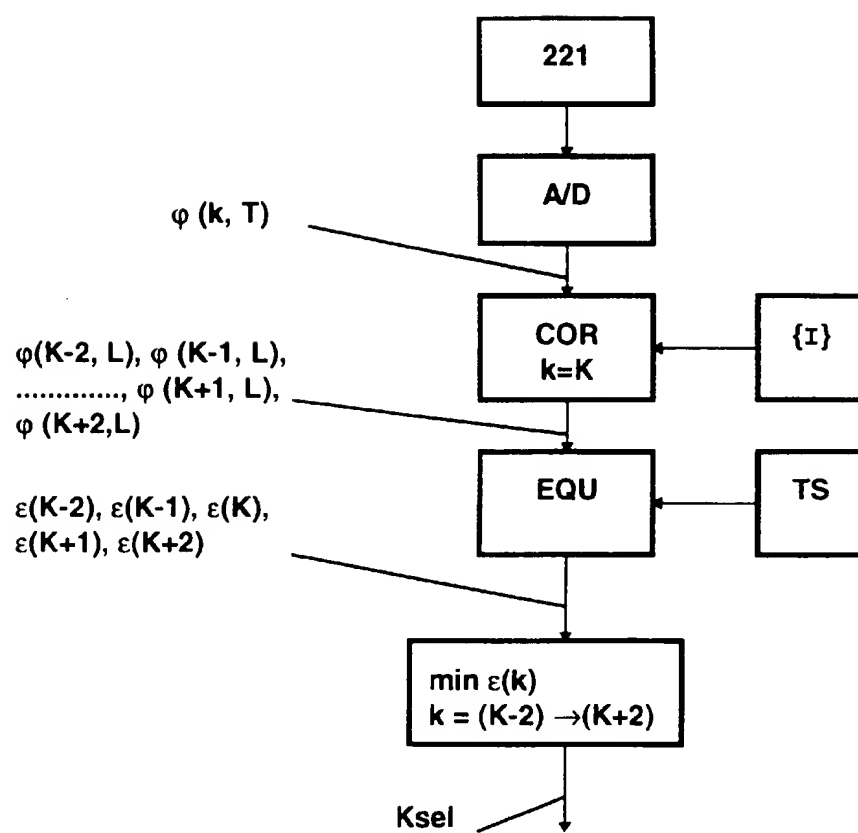 221
A/D
φ (k, T)
COR
k=K
{I}
φ(K-2, L), φ (K-1, L),
............., φ (K+1, L),
φ (K+2,L)
EQU
TS
ε(K-2), ε(K-1), ε(K),
ε(K+1), ε(K+2)
min ε(k)
k = (K-2) →(K+2)
Ksel